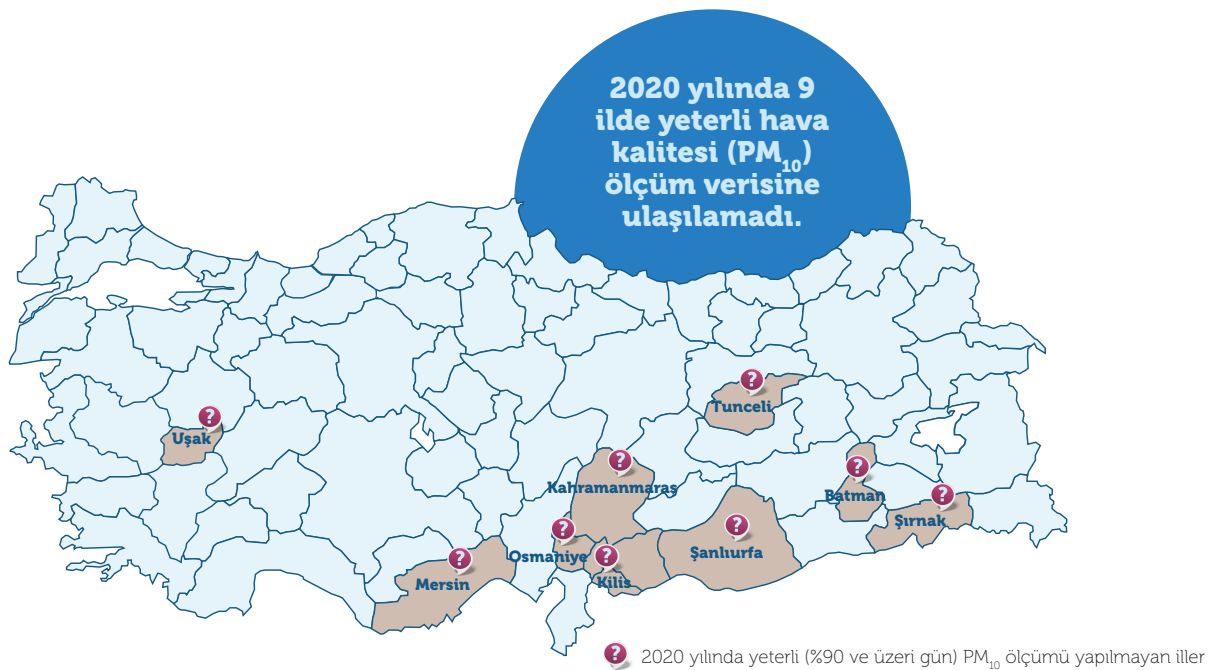 2020 yılında 9
ilde yeterli hava
kalitesi (PM₁₀)
ölçüm verisine
ulaşılamadı.
?
Tunceli
?
Uşak
?
Kahramanmaraş
?
Batman
?
Şırnak
?
Osmaniye
?
Şanlıurfa
?
Kilis
?
Mersin
? 2020 yılında yeterli (%90 ve üzeri gün) PM₁₀ ölçümü yapılmayan iller